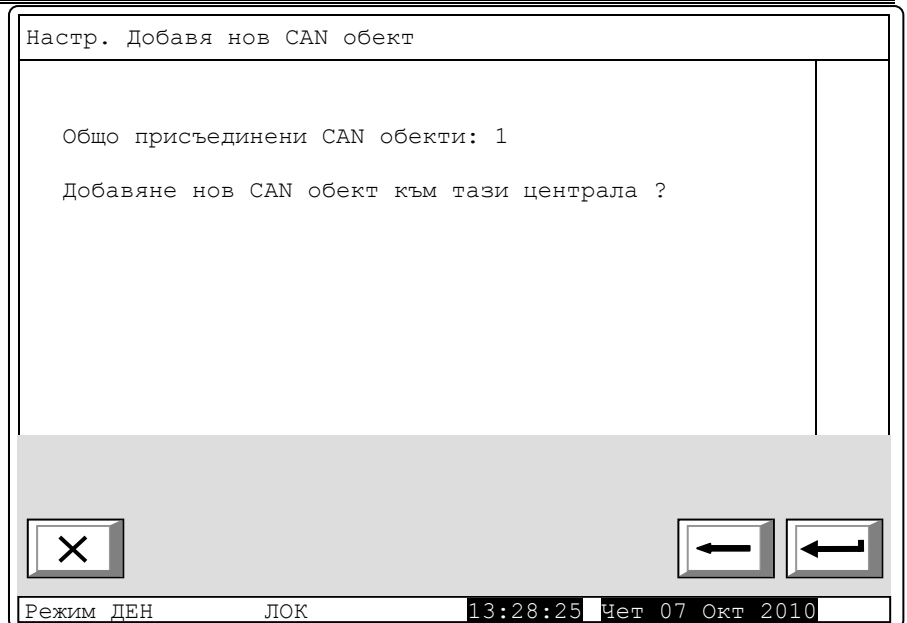 Настр. Добавя нов CAN обект
Общо присъединени CAN обекти: 1
Добавяне нов CAN обект към тази централа ?
Режим ДЕН ЛОК 13:28:25 Чет 07 Окт 2010